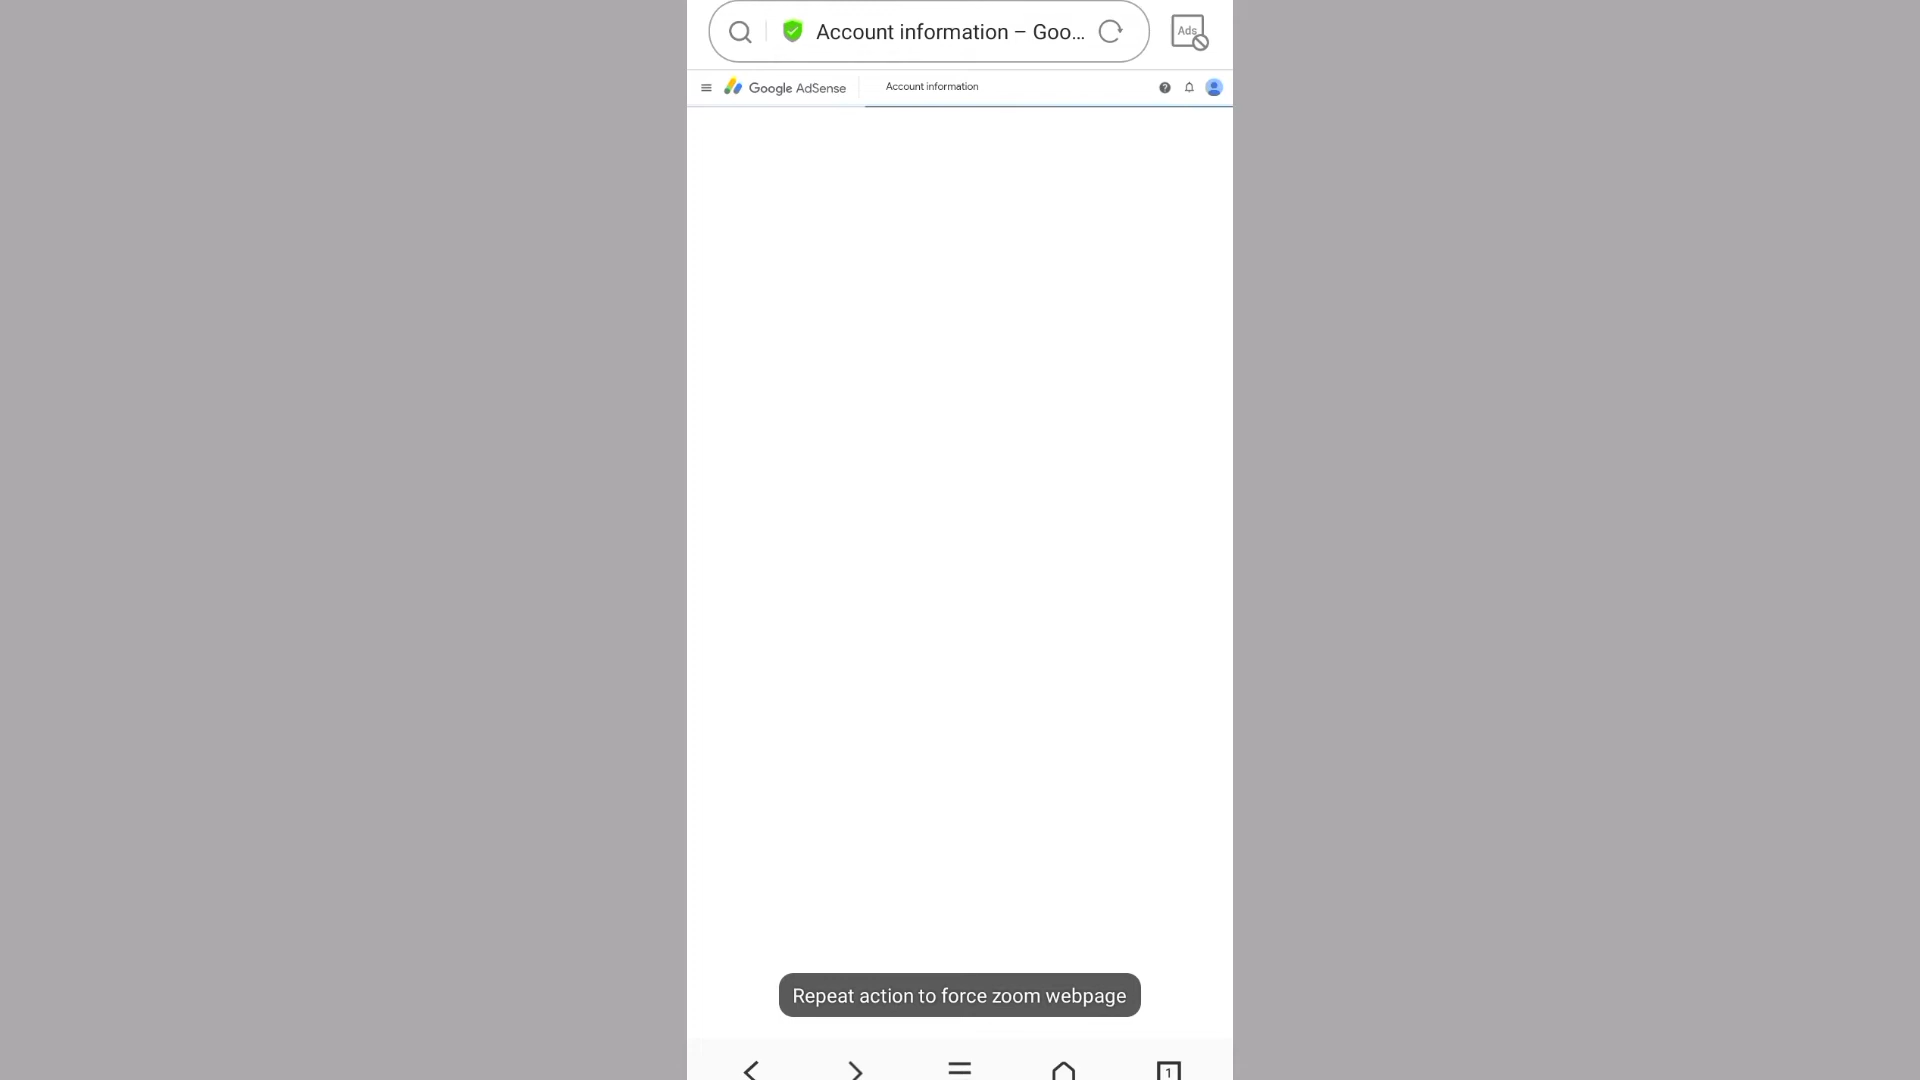 Account information – Goo...
Ads
Google AdSense
Account information
?
Repeat action to force zoom webpage
1